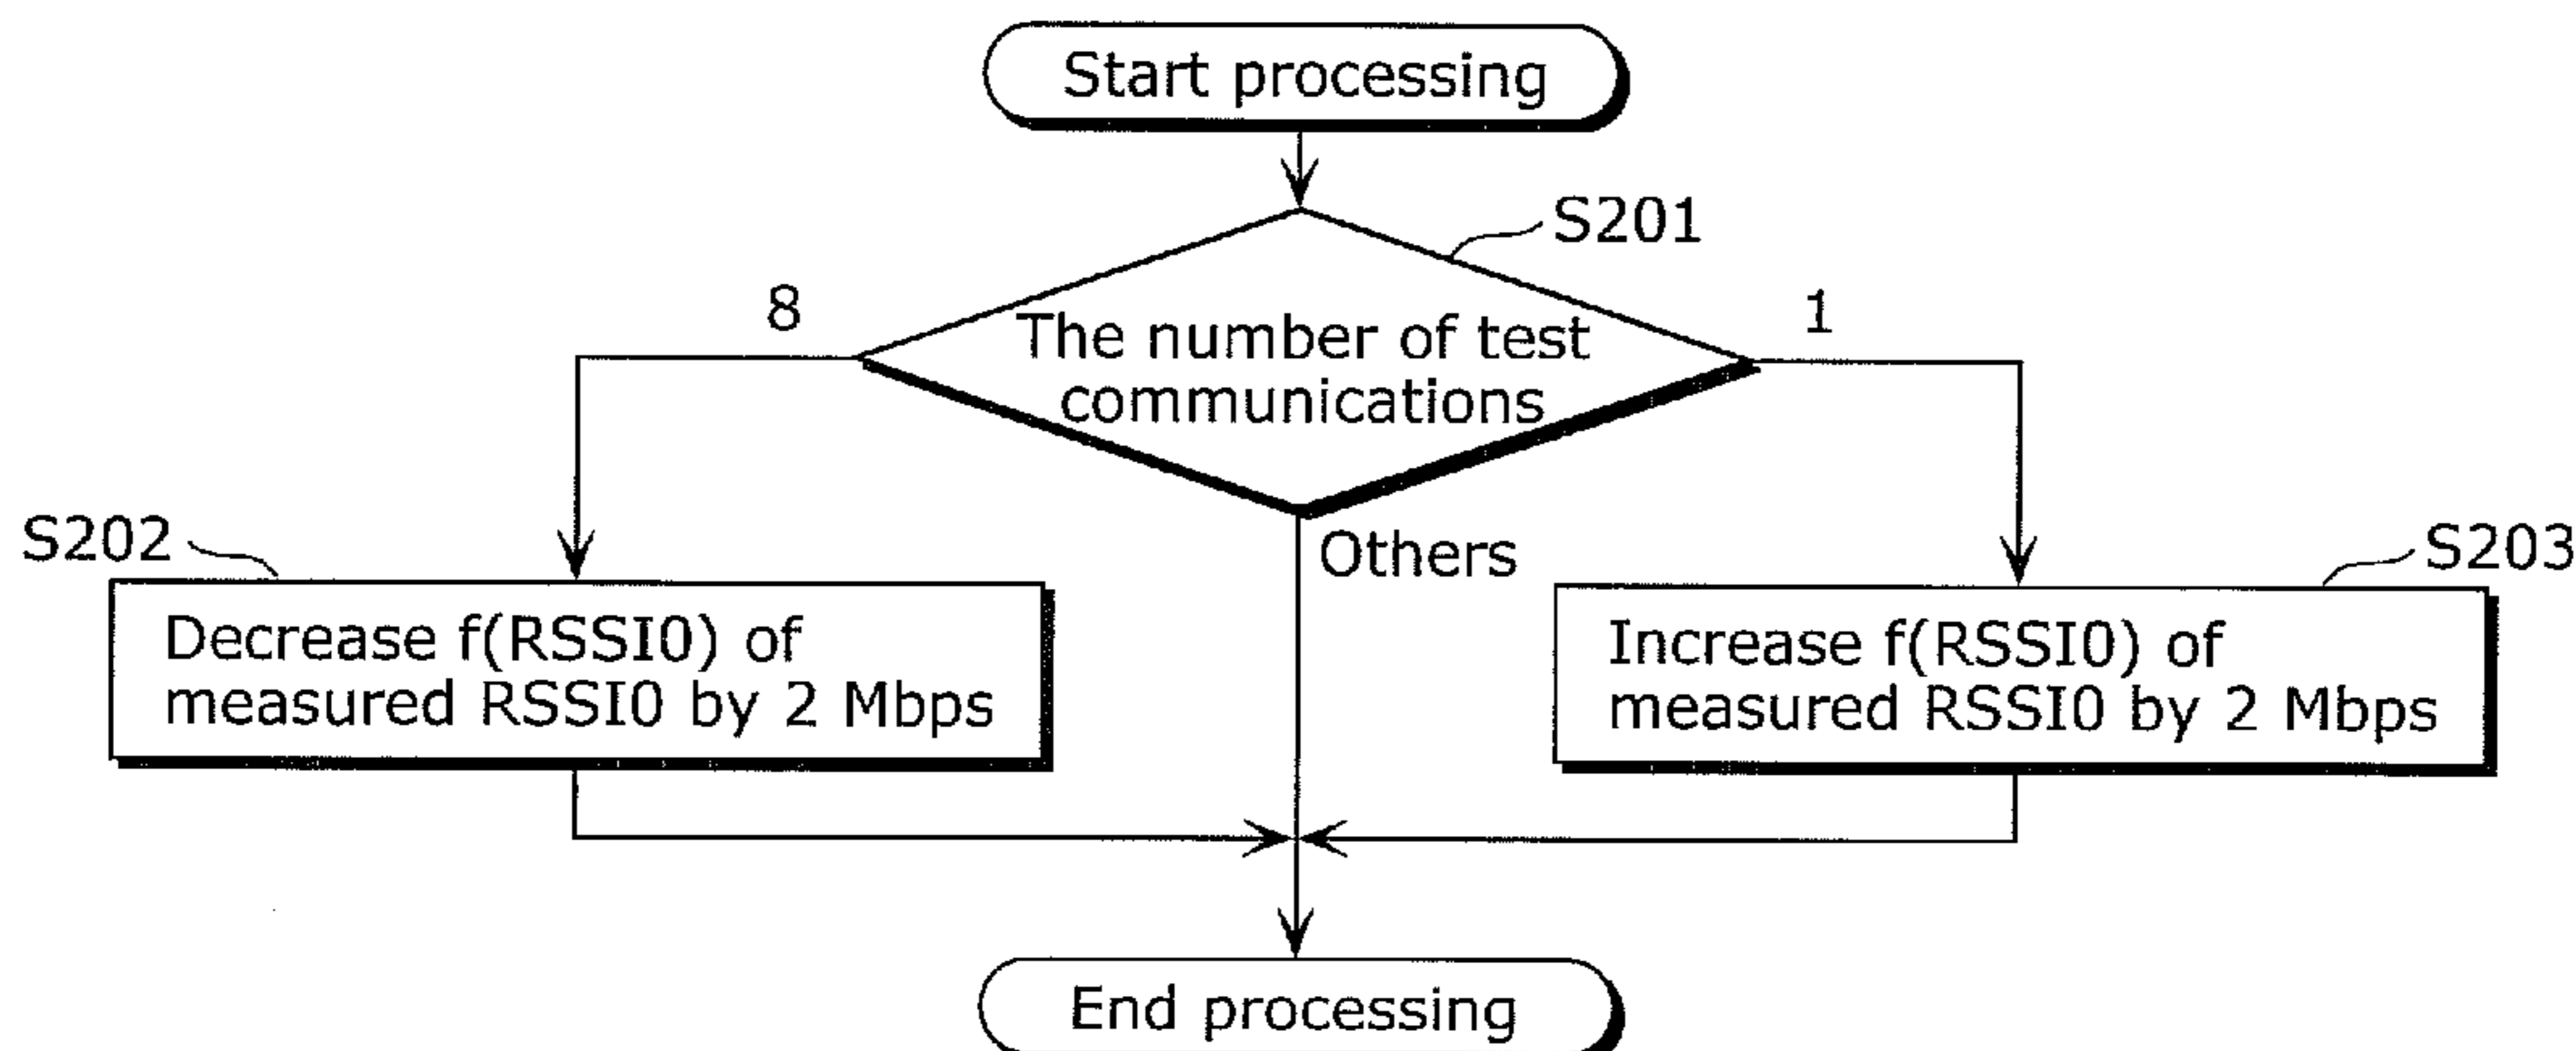 Start processing
S201
8
1
The number of test
communications
S202
Others
S203
Decrease f(RSSI0) of
measured RSSI0 by 2 Mbps
Increase f(RSSI0) of
measured RSSI0 by 2 Mbps
End processing